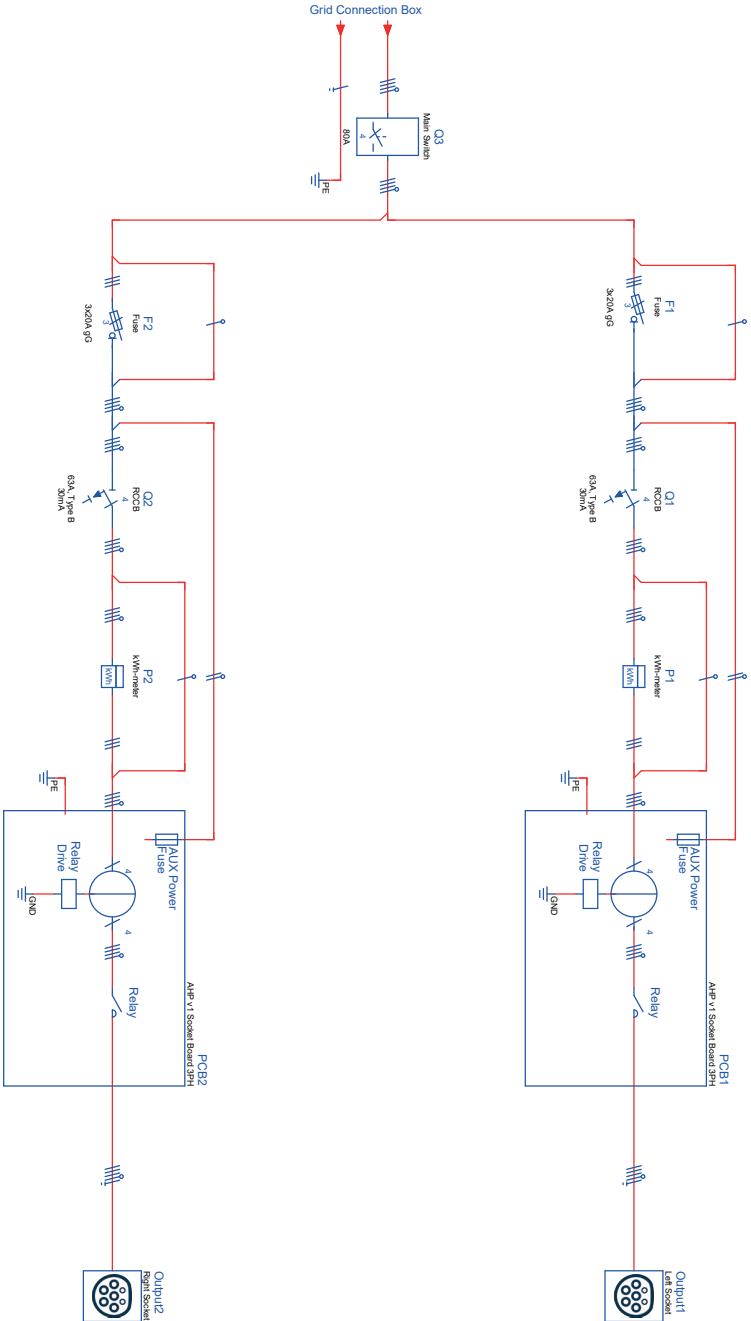 Grid Connection Box
Q3
Main Switch
4
80A
PE
F2
Fuse
3
3x20A gG
F1
Fuse
3
3x20A gG
Q2
RCCB
4
63A, Type B
30mA
Q1
RCCB
4
63A, Type B
30mA
P2
kWh-meter
kWh
P1
kWh-meter
kWh
PE
PE
AUX Power
Fuse
Relay
Drive
4
4
GND
Relay
PCB2
AHP v1 Socket Board 3PH
AUX Power
Fuse
Relay
Drive
4
4
GND
Relay
PCB1
AHP v1 Socket Board 3PH
Output2
Right Socket
Output1
Left Socket